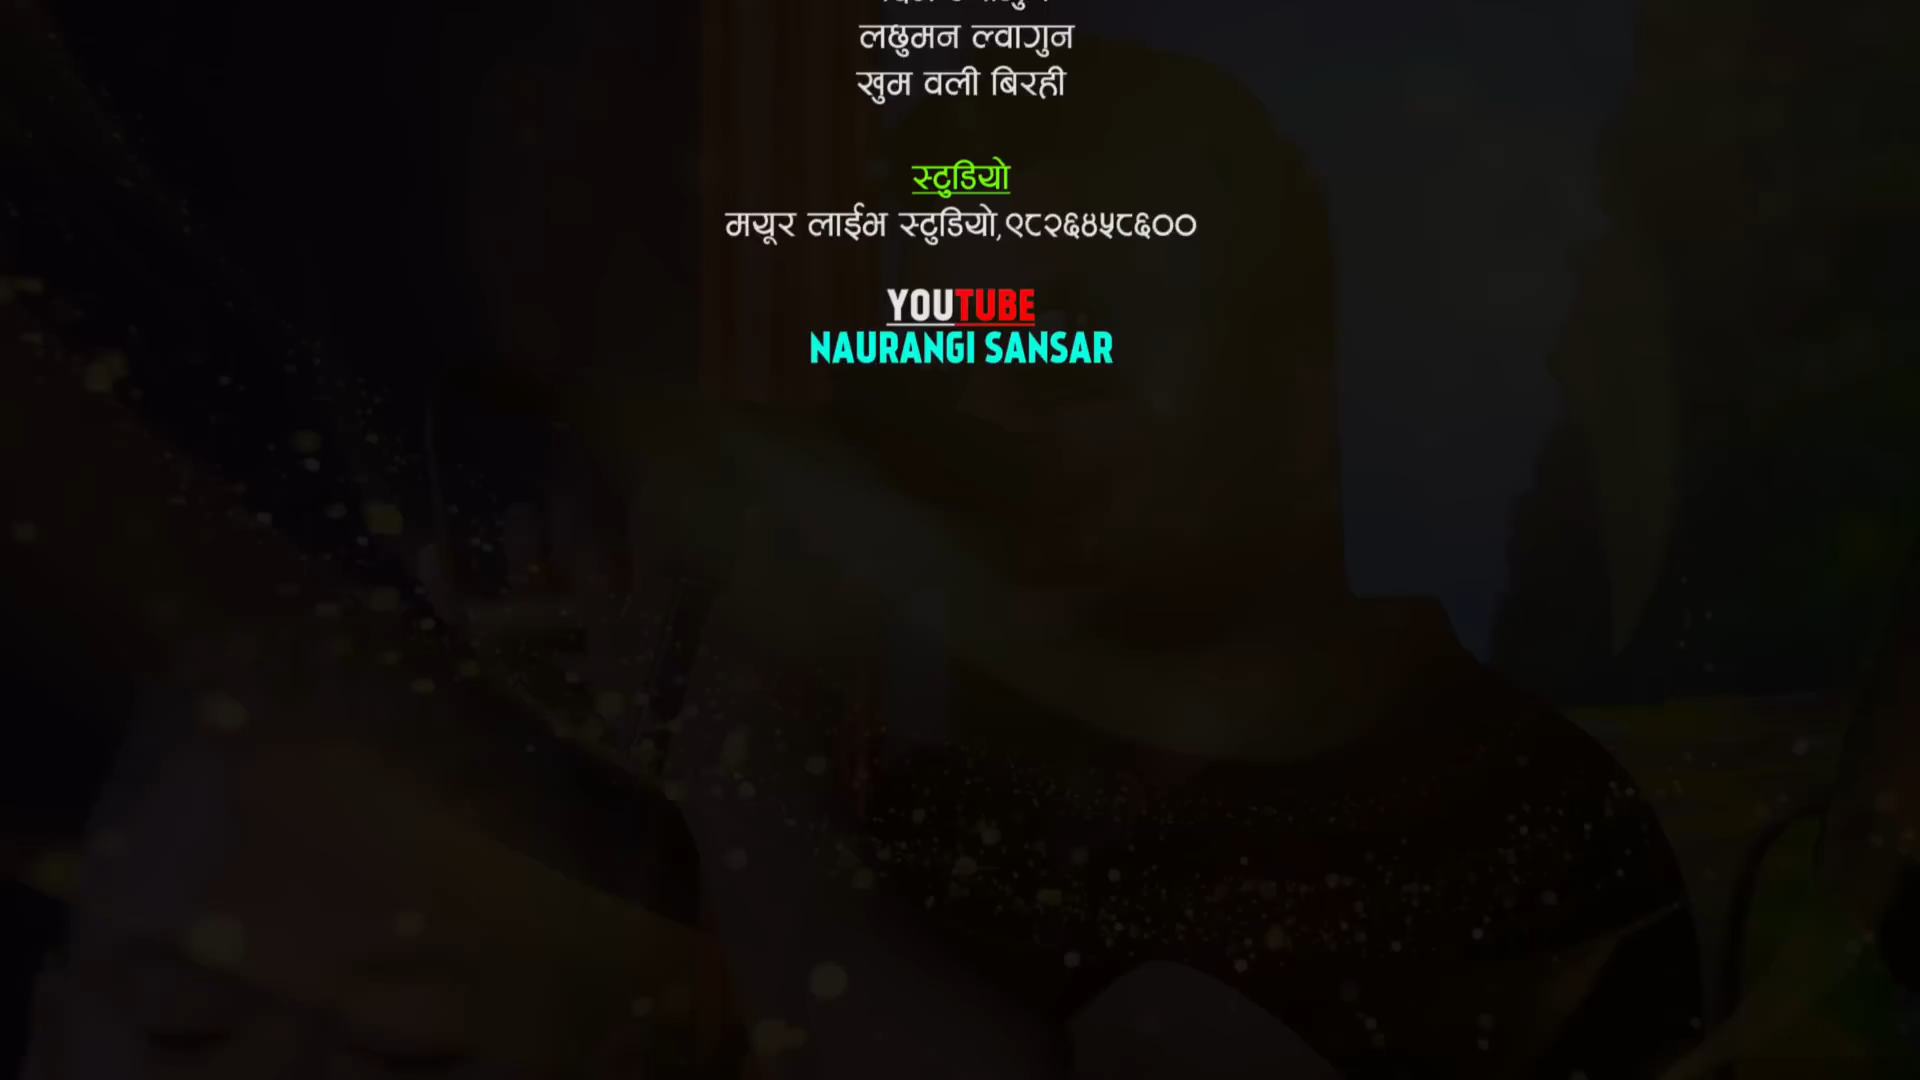 लछुमन ल्वागुन
खुम वली बिरही
स्टुडियो
मयूर लाईभ स्टुडियो,९८२६४५८६००
YOUTUBE
NAURANGI SANSAR